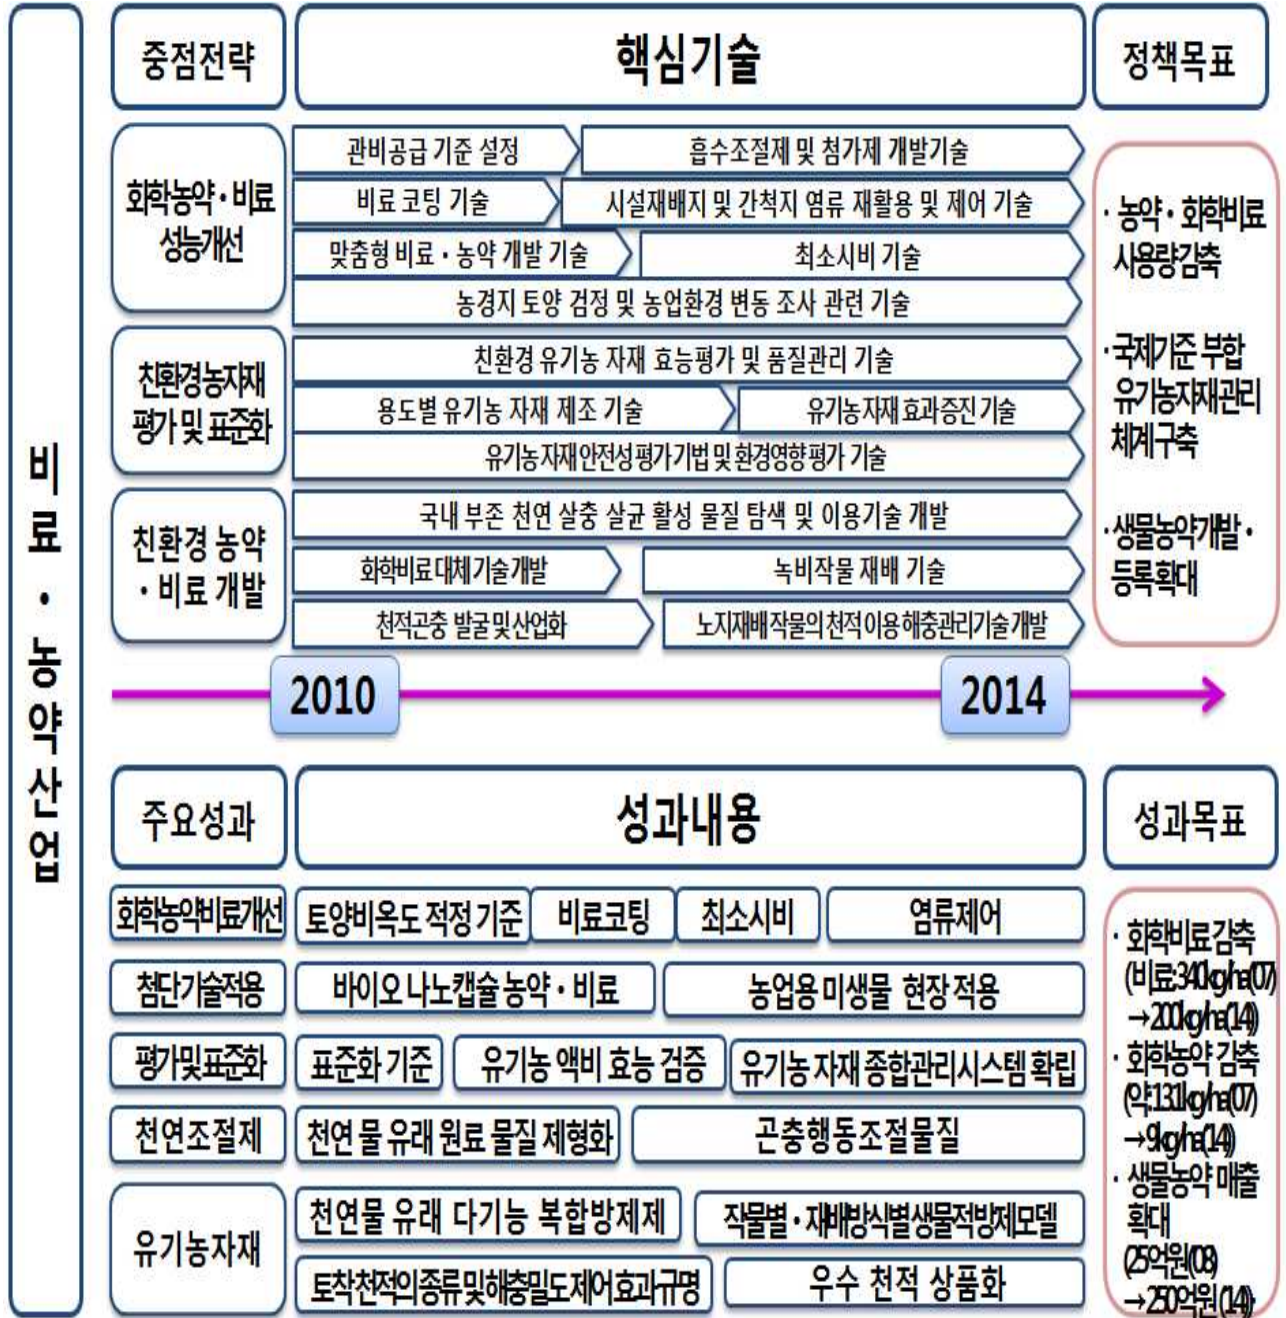 비료・농약산업
중점전략
핵심기술
정책목표
화학농약・비료
성능개선
관비공급 기준 설정
흡수조절제 및 첨가제 개발기술
비료 코팅 기술
시설재배지 및 간척지 염류 재활용 및 제어 기술
맞춤형 비료・농약 개발 기술
최소시비 기술
농경지 토양 검정 및 농업환경 변동 조사 관련 기술
친환경농자재
평가 및 표준화
친환경 유기농 자재 효능평가 및 품질관리 기술
용도별 유기농 자재 제조 기술
유기농자재 효과증진 기술
유기농자재 안전성 평가 기법 및 환경영향 평가 기술
친환경 농약
・비료 개발
국내 부존 천연 살충 살균 활성 물질 탐색 및 이용기술 개발
화학비료 대체 기술 개발
녹비작물 재배 기술
천적곤충 발굴 및 산업화
노지재배 작물의 천적 이용 해충관리기술 개발
· 농약・화학비료
사용량 감축
· 국제기준 부합
유기농자재관리
체계구축
· 생물농약개발・
등록확대
2010
2014
주요성과
성과내용
성과목표
화학농약비료개선
토양비옥도 적정 기준
비료코팅
최소시비
염류제어
첨단기술적용
바이오 나노캡슐 농약・비료
농업용 미생물 현장 적용
평가및표준화
표준화 기준
유기농 액비 효능 검증
유기농 자재 종합관리시스템 확립
천연조절제
천연 물 유래 원료 물질 제형화
곤충행동조절물질
유기농자재
천연물 유래 다기능 복합방제제
작물별・재배방식별 생물적방제모델
토착천적의 종류 및 해충밀도 제어 효과 규명
우수 천적 상품화
· 화학비료 감축
(비료:340kg/ha(07)
→200kg/ha(14))
· 화학농약 감축
(약:13.1kg/ha(07)
→9kg/ha(14))
· 생물농약 매출
확대
(25억원(08)
→250억원(14))